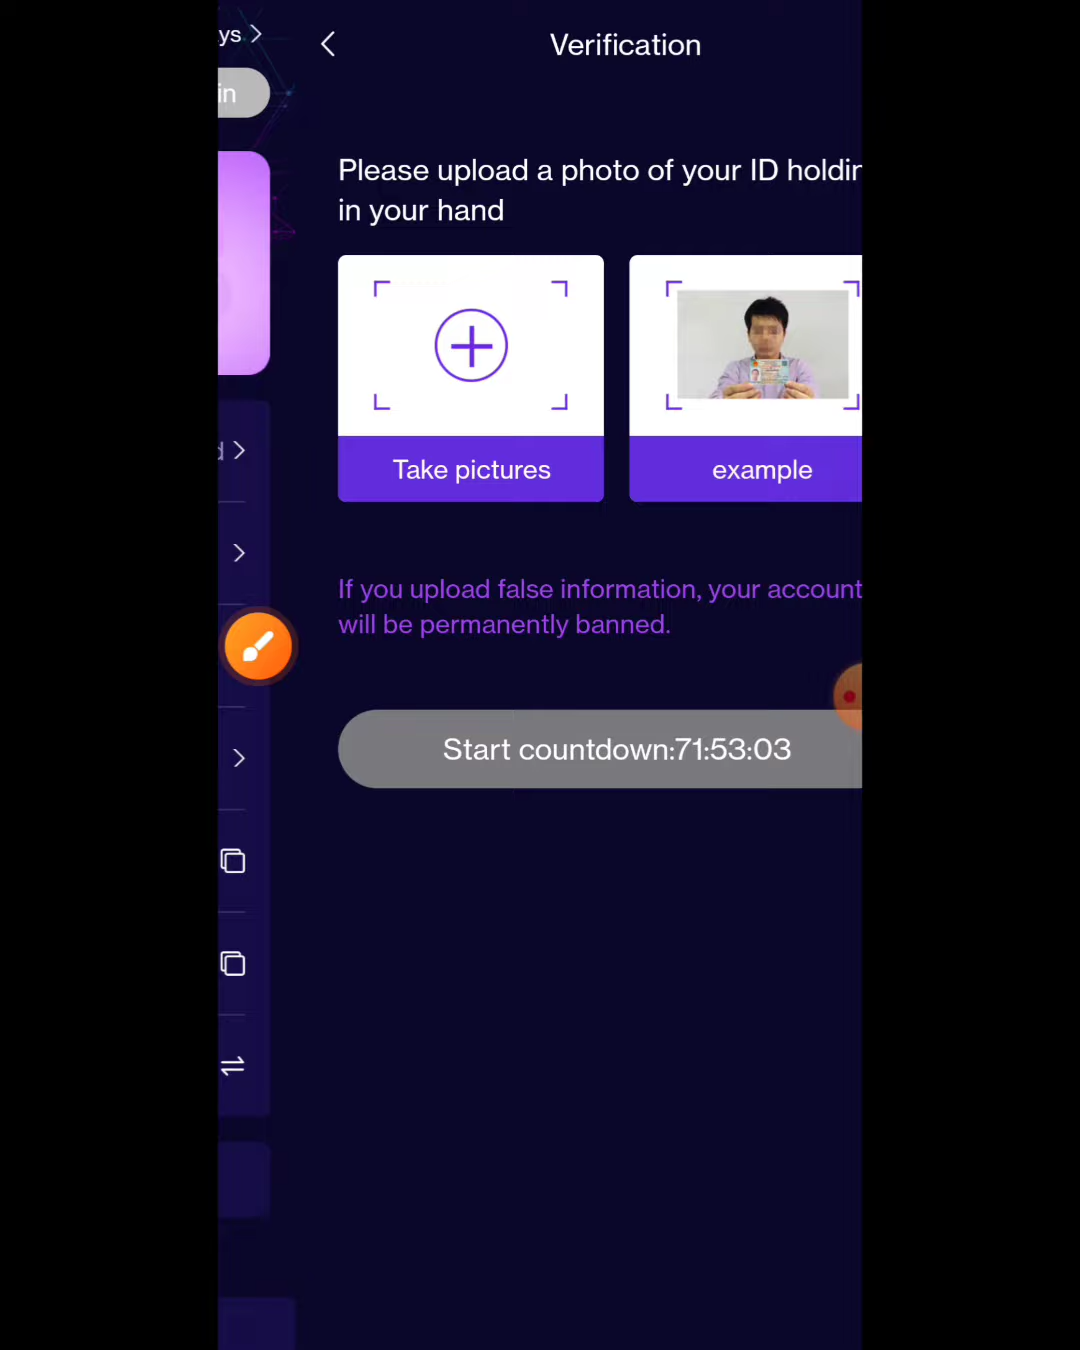 ys
in
Verification
Please upload a photo of your ID holdin
in your hand
Take pictures
example
If you upload false information, your account
will be permanently banned.
Start countdown:71:53:03